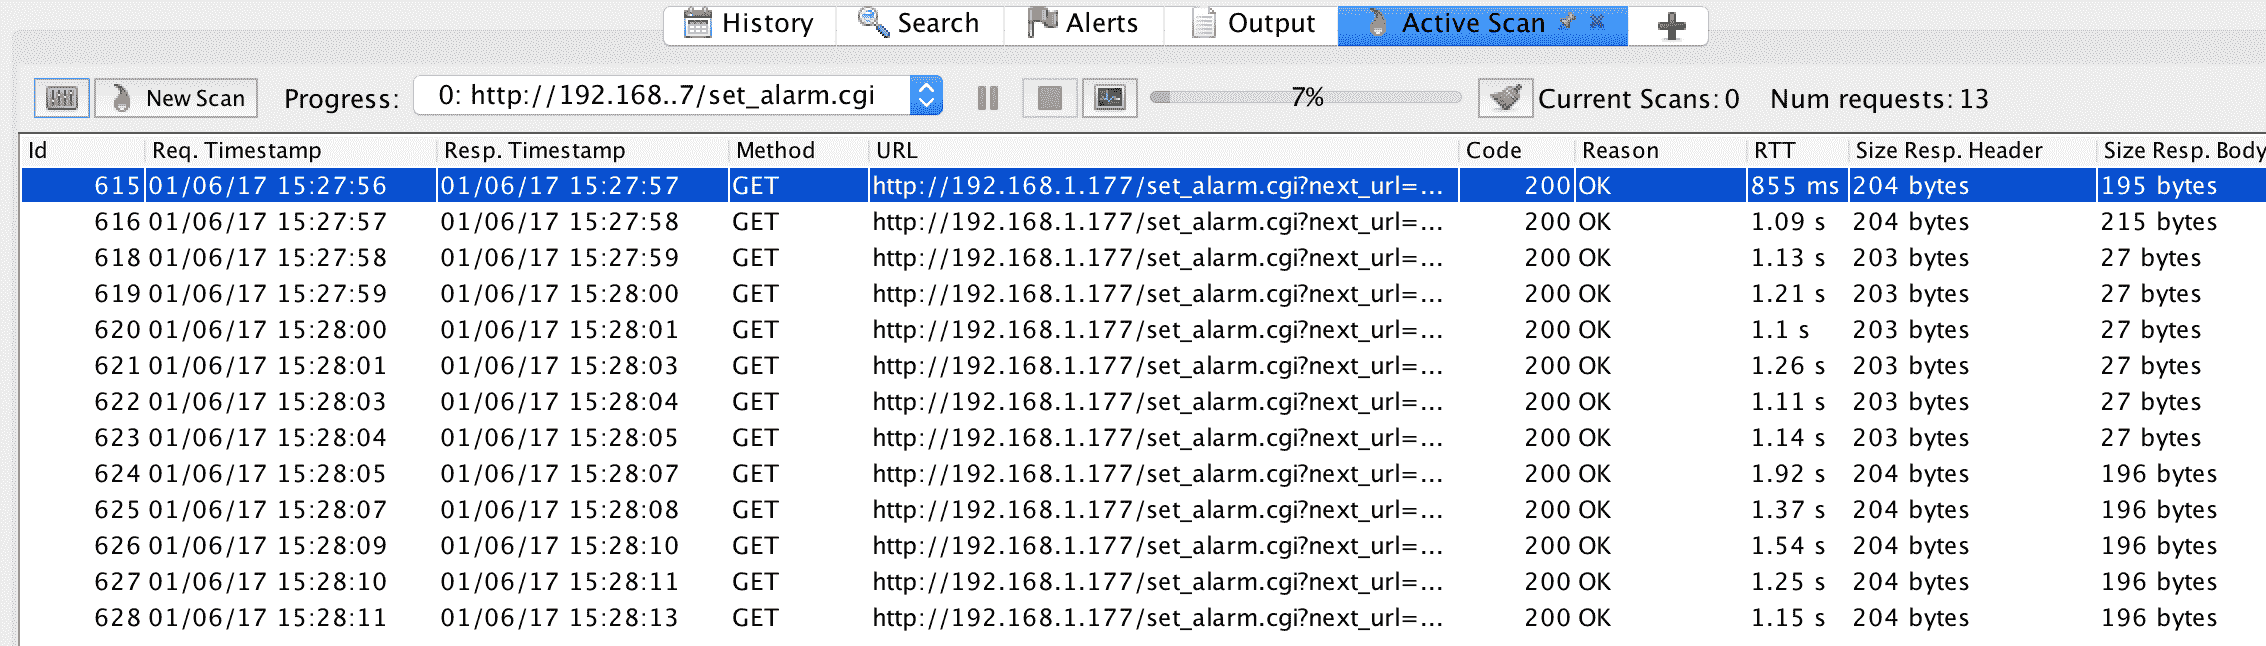 History Search Alerts Output Active Scan
New Scan Progress: 0: http://192.168..7/set_alarm.cgi 7% Current Scans: 0 Num requests: 13
Id Req. Timestamp Resp. Timestamp Method URL Code Reason RTT Size Resp. Header Size Resp. Body
615 01/06/17 15:27:56 01/06/17 15:27:57 GET http://192.168.1.177/set_alarm.cgi?next_url=... 200 OK 855 ms 204 bytes 195 bytes
616 01/06/17 15:27:57 01/06/17 15:27:58 GET http://192.168.1.177/set_alarm.cgi?next_url=... 200 OK 1.09 s 204 bytes 215 bytes
618 01/06/17 15:27:58 01/06/17 15:27:59 GET http://192.168.1.177/set_alarm.cgi?next_url=... 200 OK 1.13 s 203 bytes 27 bytes
619 01/06/17 15:27:59 01/06/17 15:28:00 GET http://192.168.1.177/set_alarm.cgi?next_url=... 200 OK 1.21 s 203 bytes 27 bytes
620 01/06/17 15:28:00 01/06/17 15:28:01 GET http://192.168.1.177/set_alarm.cgi?next_url=... 200 OK 1.1 s 203 bytes 27 bytes
621 01/06/17 15:28:01 01/06/17 15:28:03 GET http://192.168.1.177/set_alarm.cgi?next_url=... 200 OK 1.26 s 203 bytes 27 bytes
622 01/06/17 15:28:03 01/06/17 15:28:04 GET http://192.168.1.177/set_alarm.cgi?next_url=... 200 OK 1.11 s 203 bytes 27 bytes
623 01/06/17 15:28:04 01/06/17 15:28:05 GET http://192.168.1.177/set_alarm.cgi?next_url=... 200 OK 1.14 s 203 bytes 27 bytes
624 01/06/17 15:28:05 01/06/17 15:28:07 GET http://192.168.1.177/set_alarm.cgi?next_url=... 200 OK 1.92 s 204 bytes 196 bytes
625 01/06/17 15:28:07 01/06/17 15:28:08 GET http://192.168.1.177/set_alarm.cgi?next_url=... 200 OK 1.37 s 204 bytes 196 bytes
626 01/06/17 15:28:09 01/06/17 15:28:10 GET http://192.168.1.177/set_alarm.cgi?next_url=... 200 OK 1.54 s 204 bytes 196 bytes
627 01/06/17 15:28:10 01/06/17 15:28:11 GET http://192.168.1.177/set_alarm.cgi?next_url=... 200 OK 1.25 s 204 bytes 196 bytes
628 01/06/17 15:28:11 01/06/17 15:28:13 GET http://192.168.1.177/set_alarm.cgi?next_url=... 200 OK 1.15 s 204 bytes 196 bytes